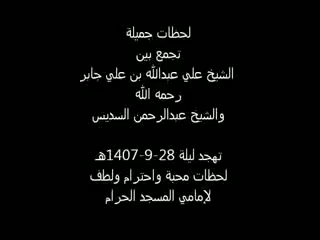 لحظات جميلة
تجمع بين
الشيخ علي عبدالله بن علي جابر
رحمه الله
والشيخ عبدالرحمن السديس
تهجد ليلة 28-9-1407هـ
لحظات محبة واحترام ولطف
لإمامي المسجد الحرام